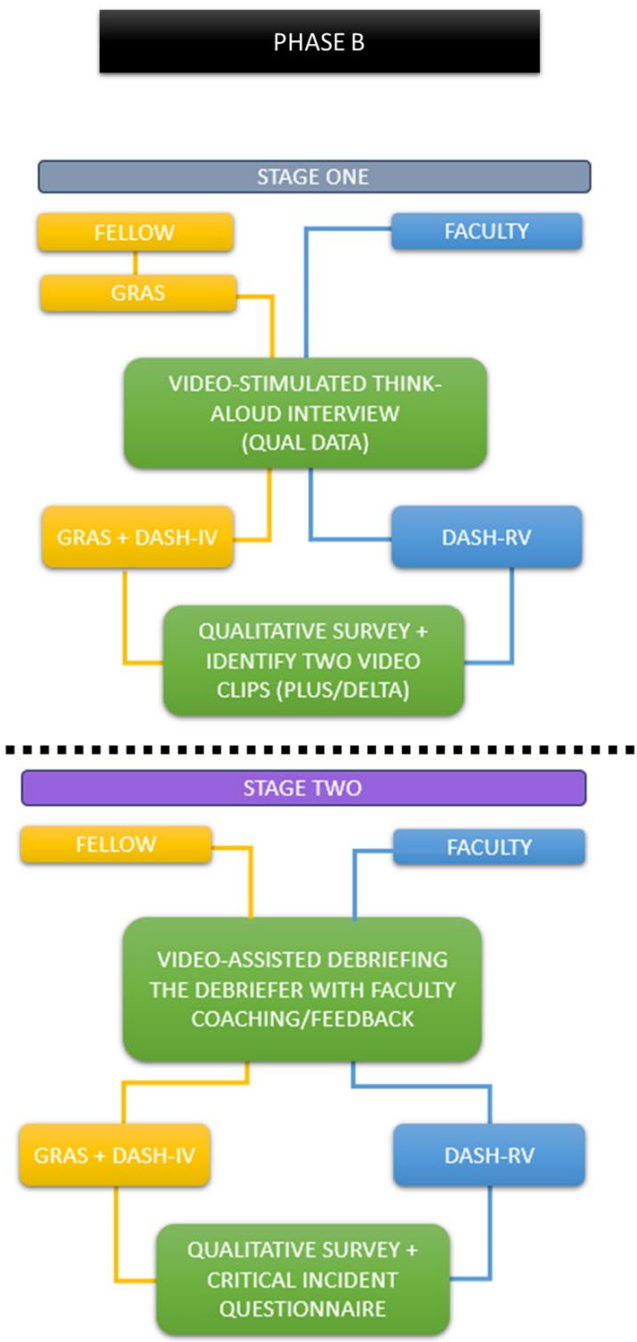 PHASE B
STAGE ONE
FELLOW
FACULTY
GRAS
VIDEO-STIMULATED THINK-
ALOUD INTERVIEW
(QUAL DATA)
GRAS + DASH-IV
DASH-RV
QUALITATIVE SURVEY +
IDENTIFY TWO VIDEO
CLIPS (PLUS/DELTA)
STAGE TWO
FELLOW
FACULTY
VIDEO-ASSISTED DEBRIEFING
THE DEBRIEFER WITH FACULTY
COACHING/FEEDBACK
GRAS + DASH-IV
DASH-RV
QUALITATIVE SURVEY +
CRITICAL INCIDENT
QUESTIONNAIRE